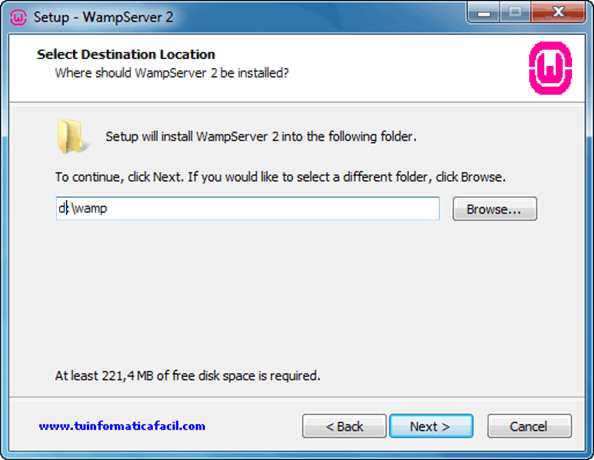 Setup - WampServer 2
Select Destination Location
Where should WampServer 2 be installed?
W
Setup will install WampServer 2 into the following folder.
To continue, click Next. If you would like to select a different folder, click Browse.
d:\wamp
Browse...
At least 221,4 MB of free disk space is required.
www.tuinformaticafacil.com
< Back
Next >
Cancel